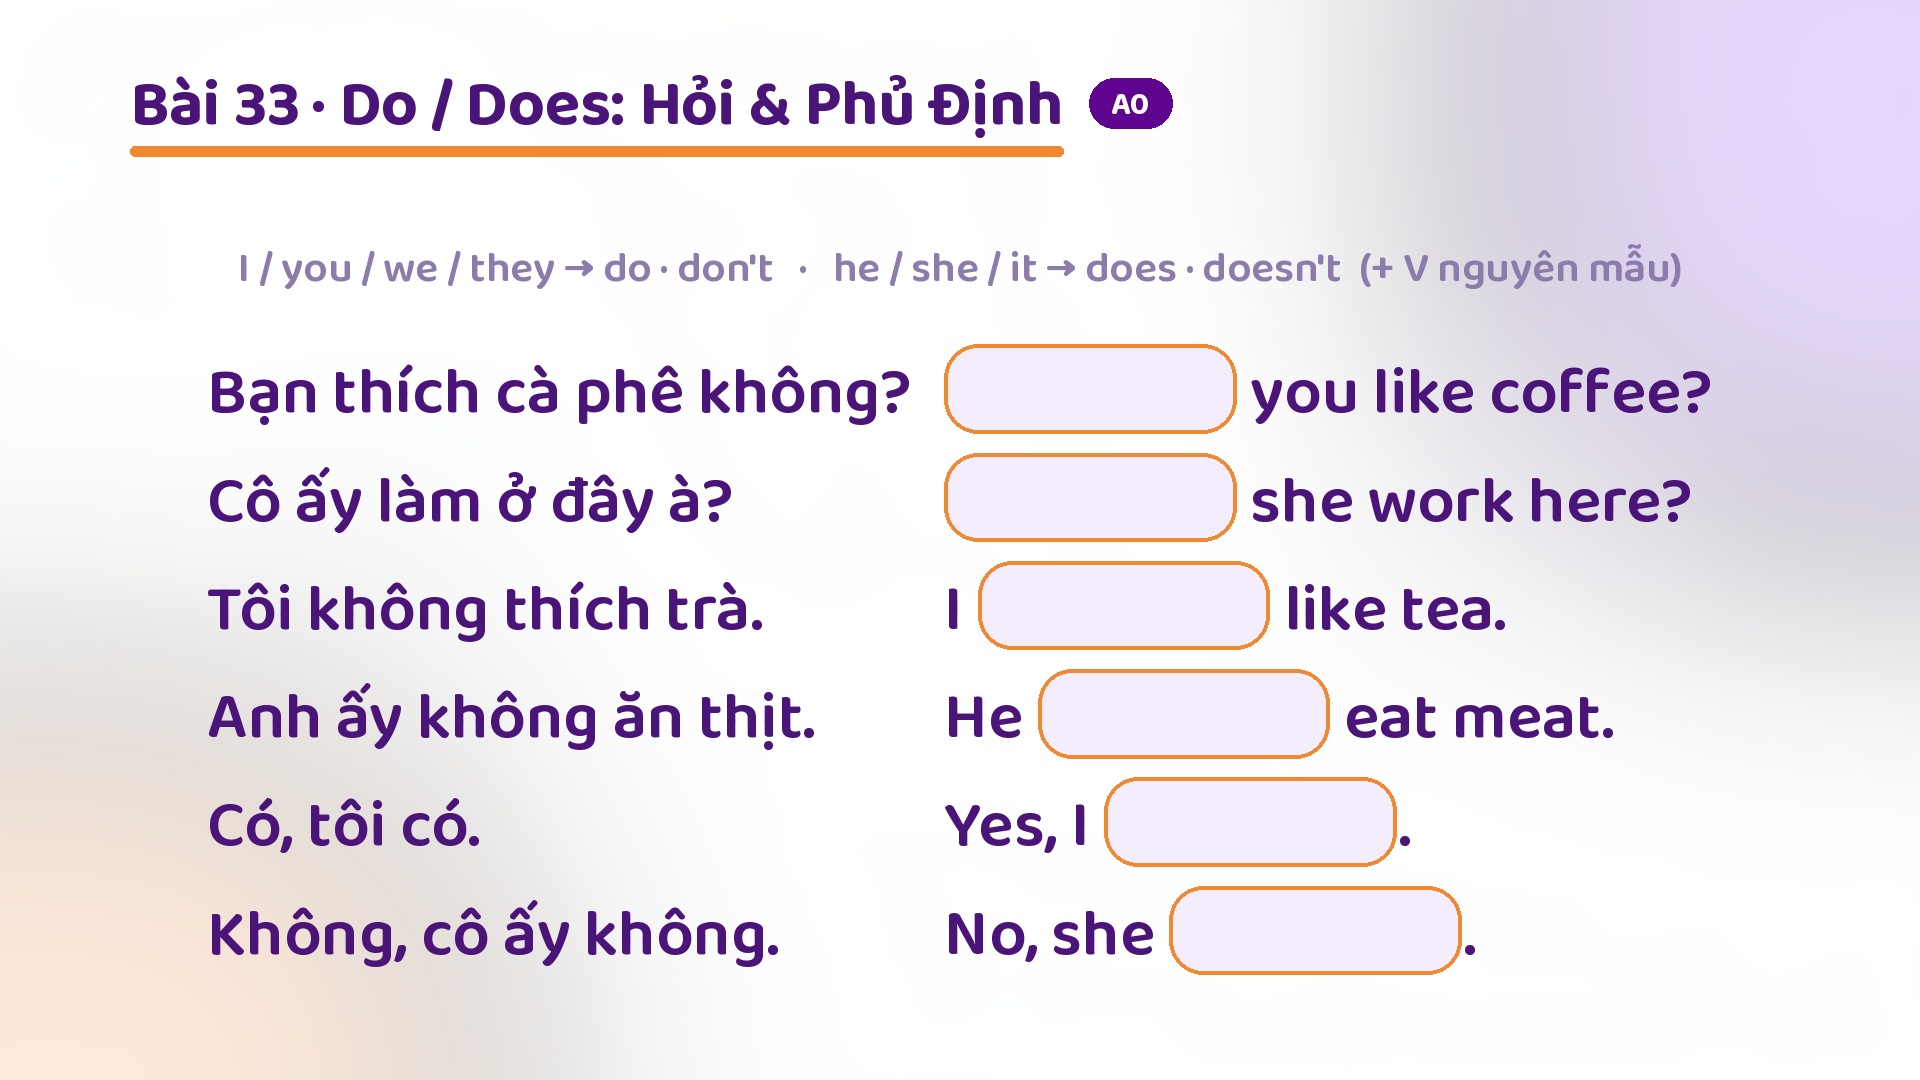 Bài 33 · Do / Does: Hỏi & Phủ Định A0
I / you / we / they → do · don't · he / she / it → does · doesn't (+ V nguyên mẫu)
Bạn thích cà phê không? you like coffee?
Cô ấy làm ở đây à? she work here?
Tôi không thích trà. I like tea.
Anh ấy không ăn thịt. He eat meat.
Có, tôi có. Yes, I .
Không, cô ấy không. No, she .